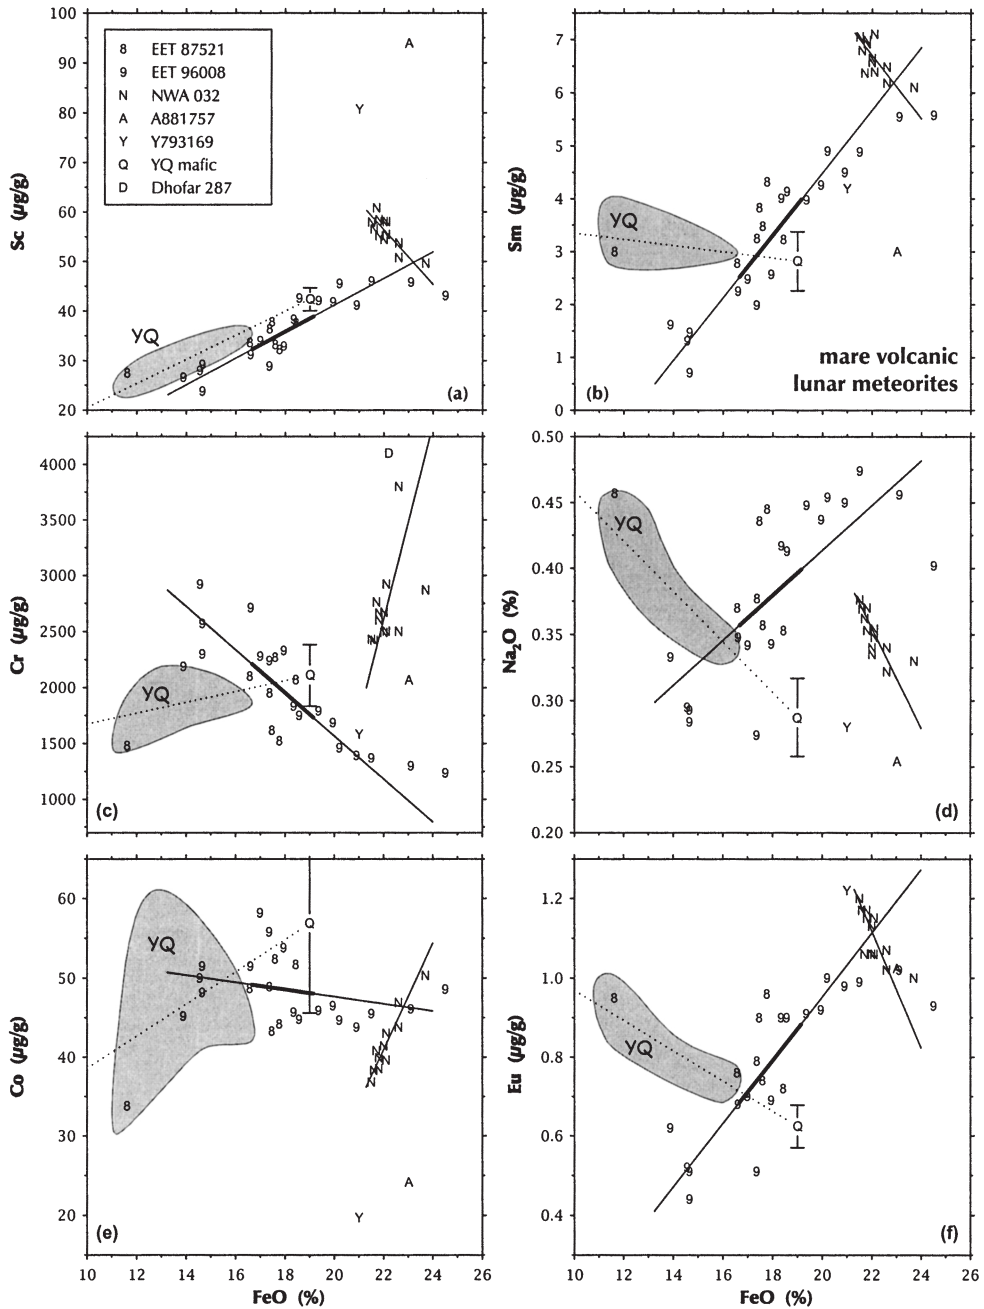 100
90
80
70
60
50
40
30
20
Sc (µg/g)
8 EET 87521
9 EET 96008
N NWA 032
A A881757
Y Y793169
Q YQ mafic
D Dhofar 287
A
Y
YQ
Q
(a)
7
6
5
4
3
2
1
0
Sm (µg/g)
YQ
Q
Y
A
mare volcanic
lunar meteorites
(b)
4000
3500
3000
2500
2000
1500
1000
Cr (µg/g)
D
YQ
Q
A
Y
(c)
0.50
0.45
0.40
0.35
0.30
0.25
0.20
Na2O (%)
YQ
Q
Y
A
(d)
60
50
40
30
20
Co (µg/g)
YQ
Q
A
Y
(e)
10 12 14 16 18 20 22 24 26
FeO (%)
1.2
1.0
0.8
0.6
0.4
Eu (µg/g)
Y
A
YQ
Q
(f)
10 12 14 16 18 20 22 24 26
FeO (%)